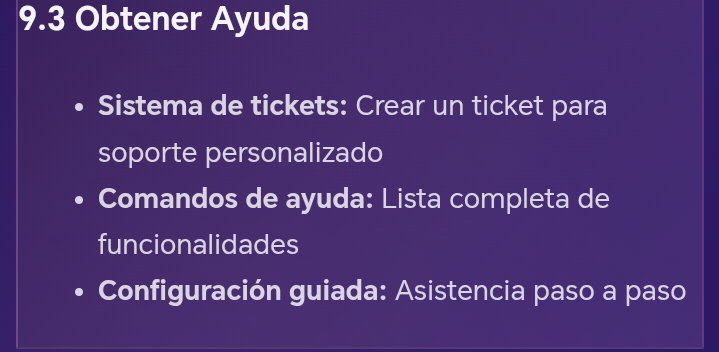 9.3 Obtener Ayuda
• Sistema de tickets: Crear un ticket para
soporte personalizado
• Comandos de ayuda: Lista completa de
funcionalidades
• Configuración guiada: Asistencia paso a paso